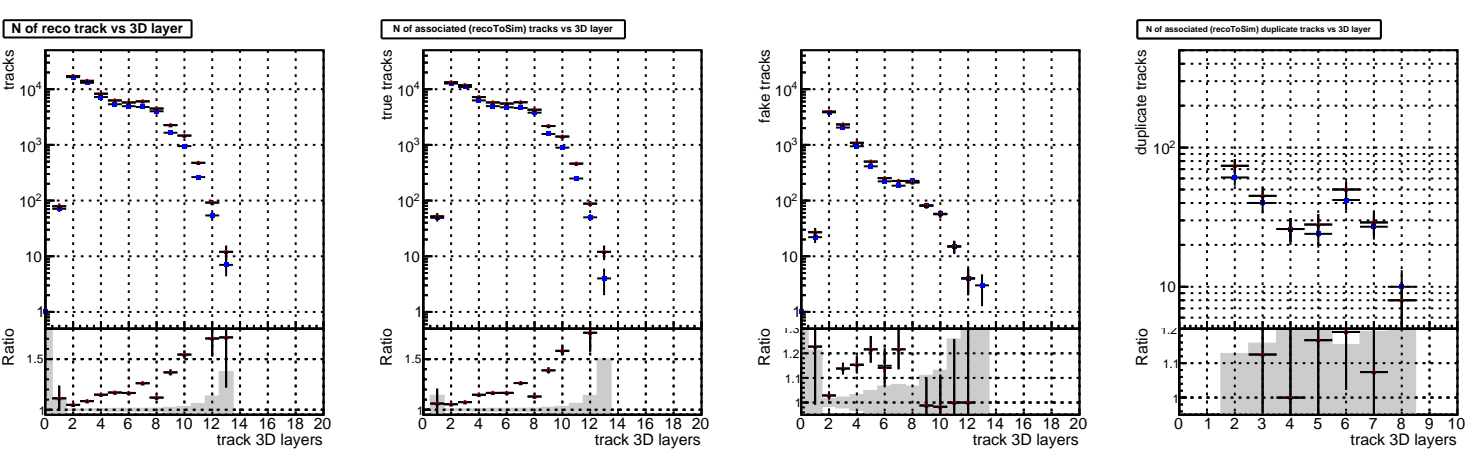 N of reco track vs 3D layer
tracks
10^4
10^3
10^2
10
1
Ratio
1.5
1
0 2 4 6 8 10 12 14 16 18 20
track 3D layers
N of associated (recoToSim) tracks vs 3D layer
true tracks
10^4
10^3
10^2
10
1
Ratio
1.5
1
0 2 4 6 8 10 12 14 16 18 20
track 3D layers
fake tracks
10^4
10^3
10^2
10
1
Ratio
1.3
1.2
1.1
1
0 2 4 6 8 10 12 14 16 18 20
track 3D layers
N of associated (recoToSim) duplicate tracks vs 3D layer
duplicate tracks
10^2
10
Ratio
1.2
1.1
1
0 1 2 3 4 5 6 7 8 9 10
track 3D layers